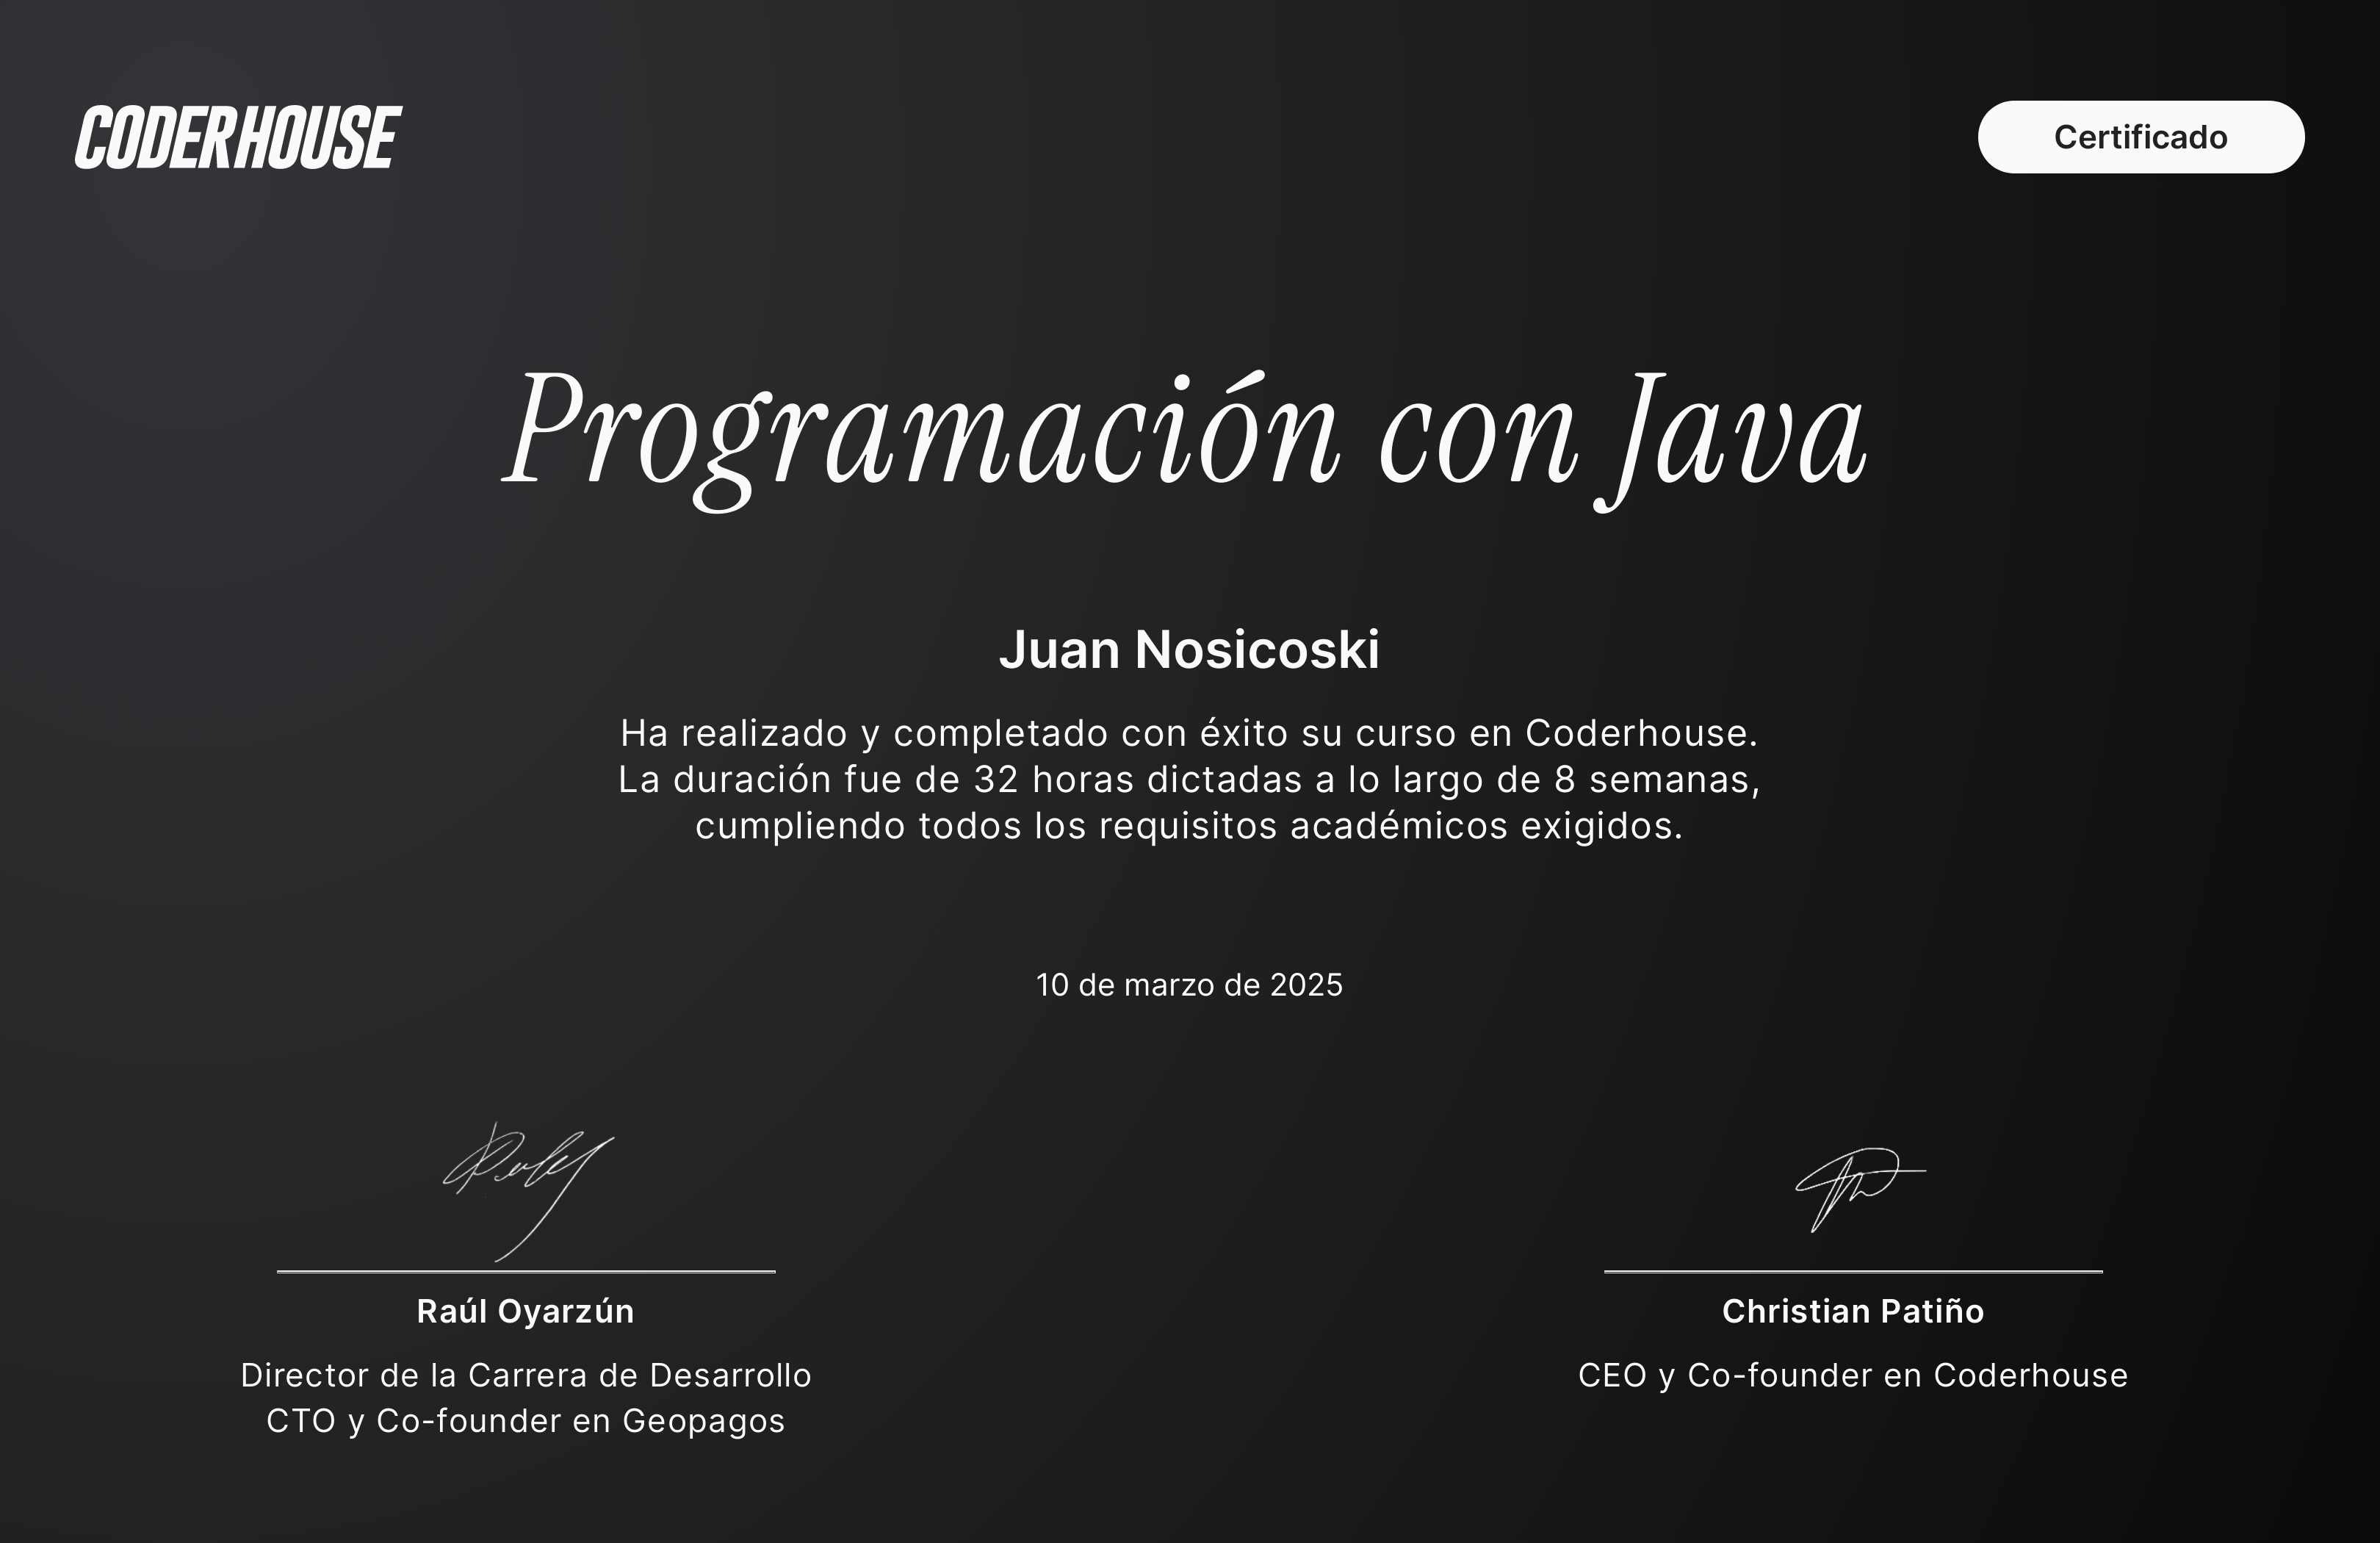 CODERHOUSE
Certificado
Programación con Java
Juan Nosicoski
Ha realizado y completado con éxito su curso en Coderhouse.
La duración fue de 32 horas dictadas a lo largo de 8 semanas,
cumpliendo todos los requisitos académicos exigidos.
10 de marzo de 2025
Raúl Oyarzún
Director de la Carrera de Desarrollo
CTO y Co-founder en Geopagos
Christian Patiño
CEO y Co-founder en Coderhouse